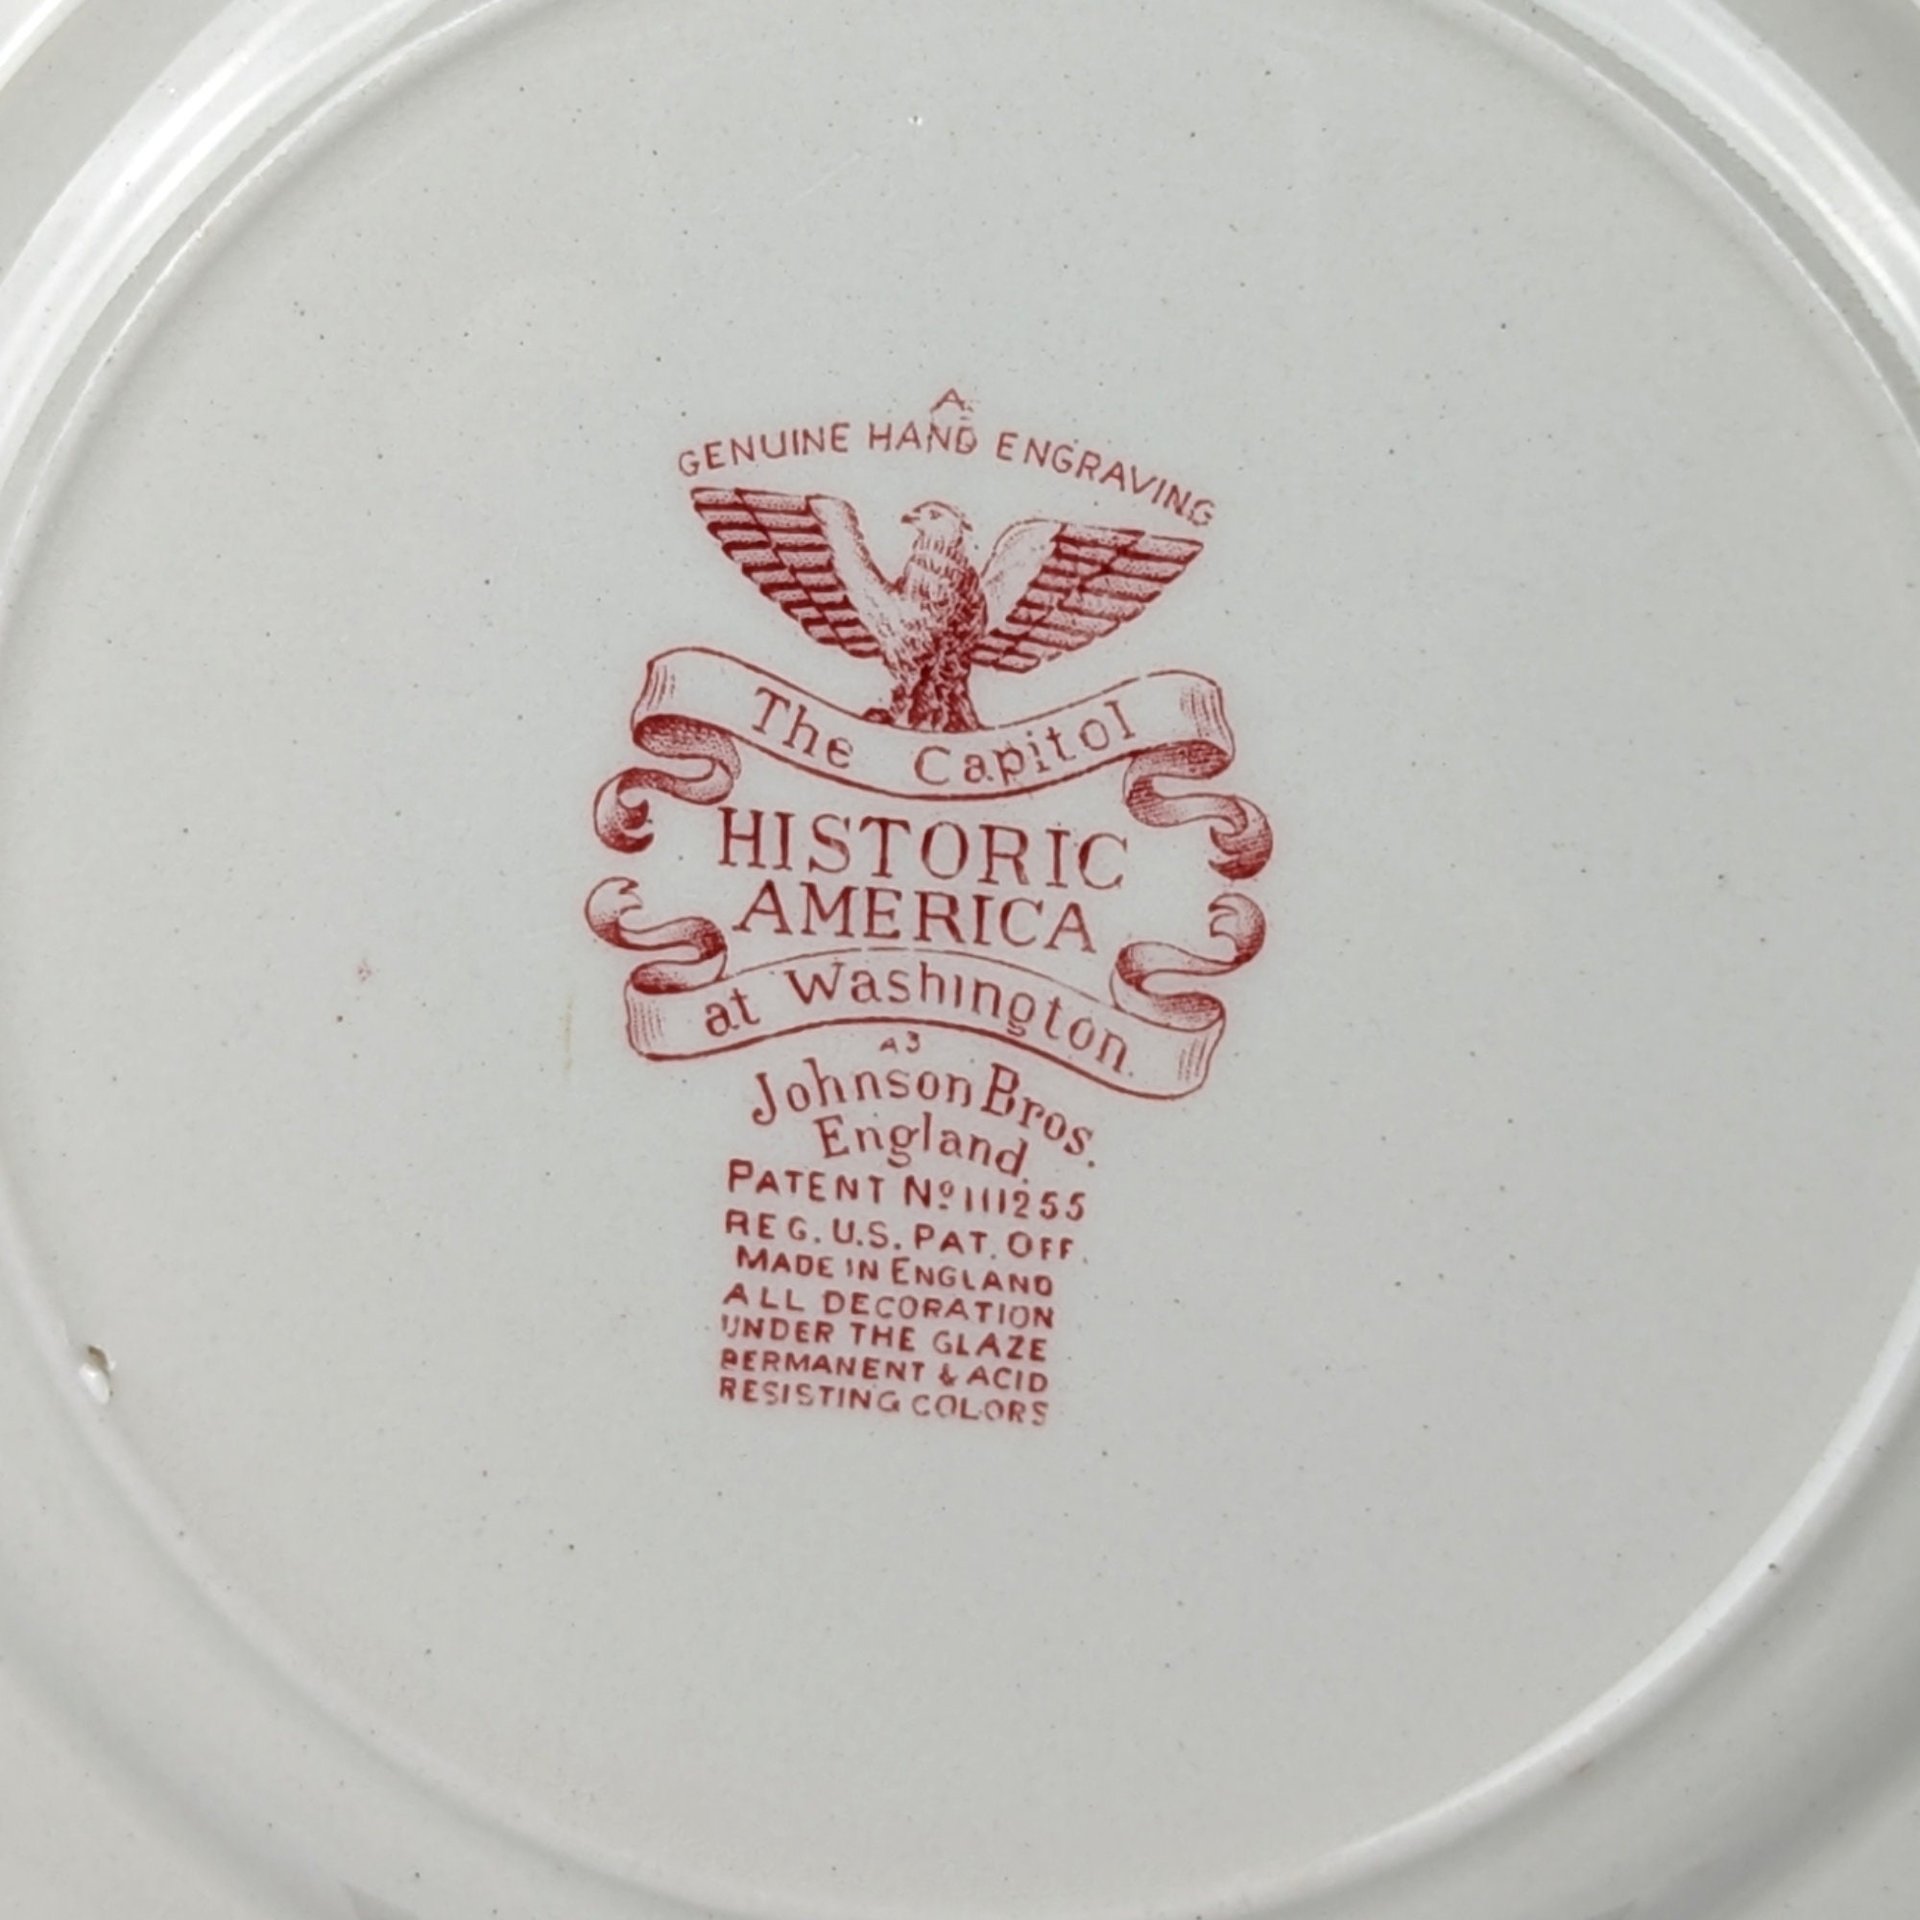 A
GENUINE HAND ENGRAVING
The Capitol
HISTORIC
AMERICA
at Washington.
A3
Johnson Bros.
England.
PATENT Nº 111255
REG. U.S. PAT. OFF.
MADE IN ENGLAND
ALL DECORATION
UNDER THE GLAZE
PERMANENT & ACID
RESISTING COLORS